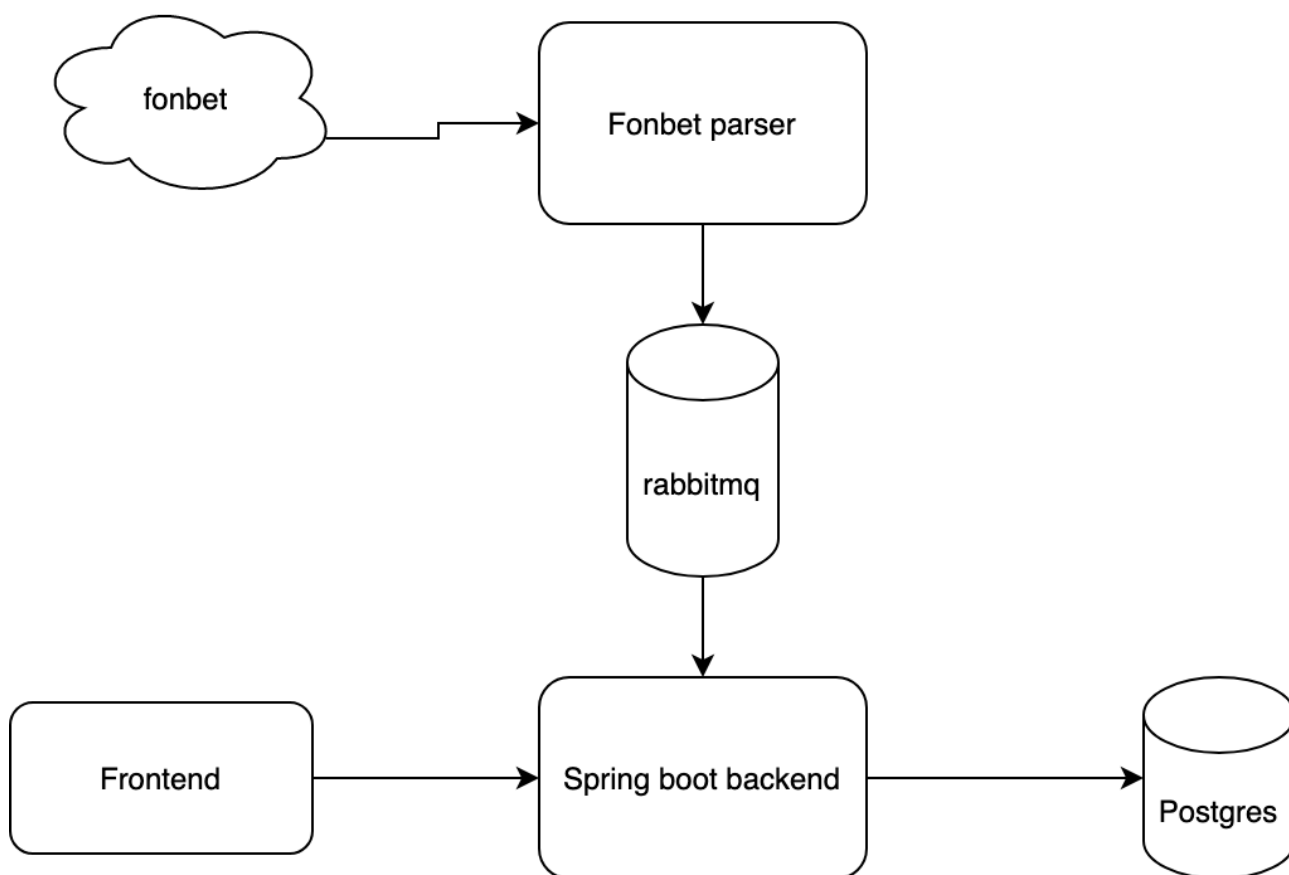 fonbet
Fonbet parser
rabbitmq
Frontend
Spring boot backend
Postgres